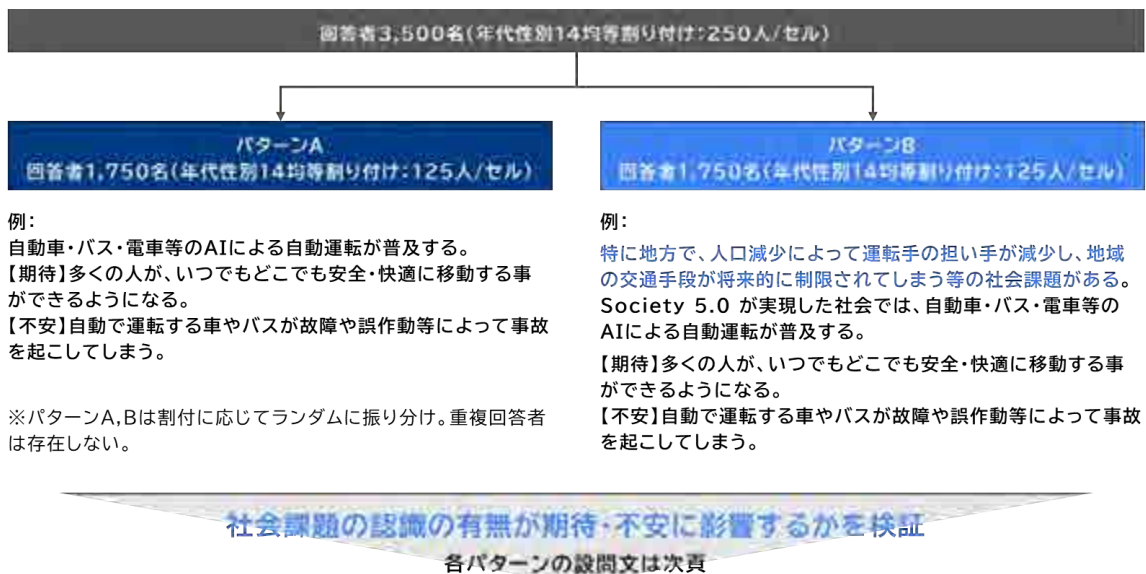 回答者3,500名(年代性別14均等割り付け:250人/セル)
パターンA
回答者1,750名(年代性別14均等割り付け:125人/セル)
例:
自動車・バス・電車等のAIによる自動運転が普及する。
【期待】多くの人が、いつでもどこでも安全・快適に移動する事
ができるようになる。
【不安】自動で運転する車やバスが故障や誤作動等によって事故
を起こしてしまう。
※パターンA,Bは割付に応じてランダムに振り分け。重複回答者
は存在しない。
パターンB
回答者1,750名(年代性別14均等割り付け:125人/セル)
例:
特に地方で、人口減少によって運転手の担い手が減少し、地域
の交通手段が将来的に制限されてしまう等の社会課題がある。
Society 5.0 が実現した社会では、自動車・バス・電車等の
AIによる自動運転が普及する。
【期待】多くの人が、いつでもどこでも安全・快適に移動する事
ができるようになる。
【不安】自動で運転する車やバスが故障や誤作動等によって事故
を起こしてしまう。
社会課題の認識の有無が期待・不安に影響するかを検証
各パターンの設問文は次頁